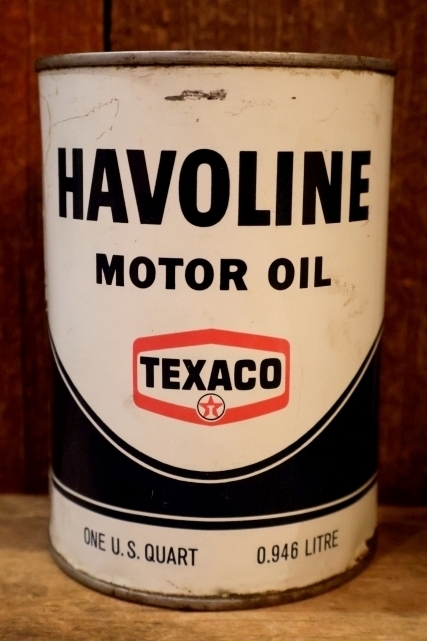 HAVOLINE
MOTOR OIL
TEXACO
T
ONE U.S. QUART 0.946 LITRE